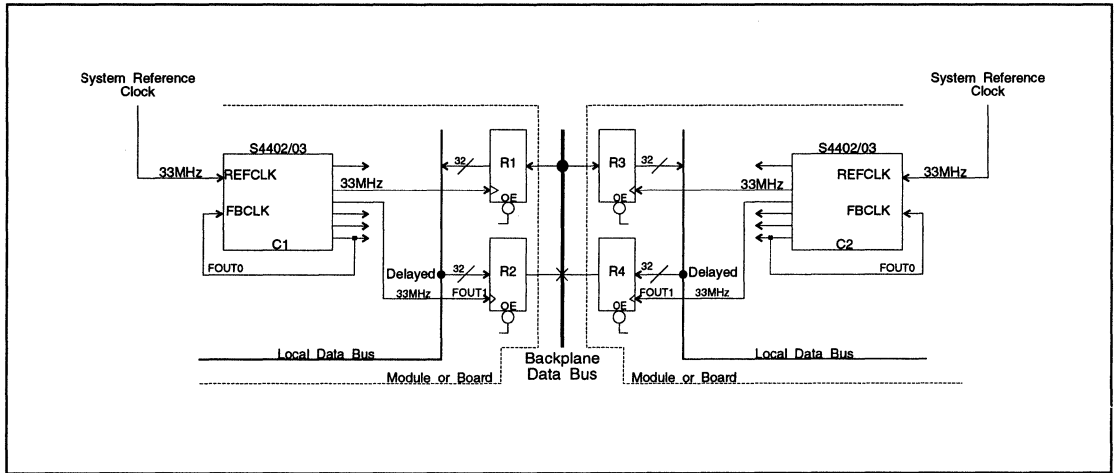 System Reference
Clock
System Reference
Clock
S4402/03
33MHz
REFCLK
33MHz
FBCLK
C1
FOUT0
R1
32
OE
R3
32
OE
S4402/03
33MHz
REFCLK
33MHz
FBCLK
C2
FOUT0
Delayed
32
R2
33MHz
FOUT1
OE
R4
32
Delayed
FOUT1
33MHz
OE
Local Data Bus
Backplane
Data Bus
Local Data Bus
Module or Board
Module or Board